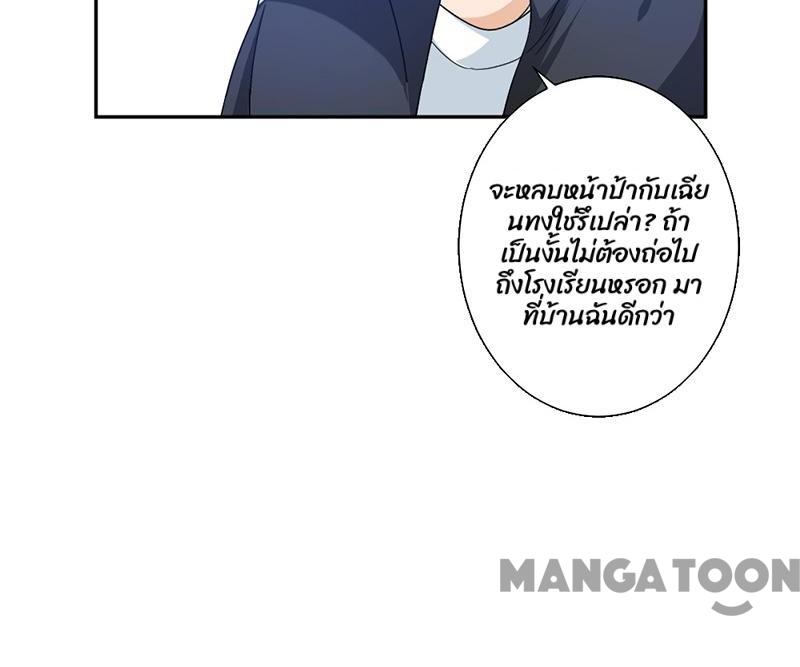 จะหลบหน้าป้ากับเฉีย
นทงใช่รึเปล่า? ถ้า
เป็นงั้นไม่ต้องถ่อไป
ถึงโรงเรียนหรอก มา
ที่บ้านฉันดีกว่า
MANGATOON